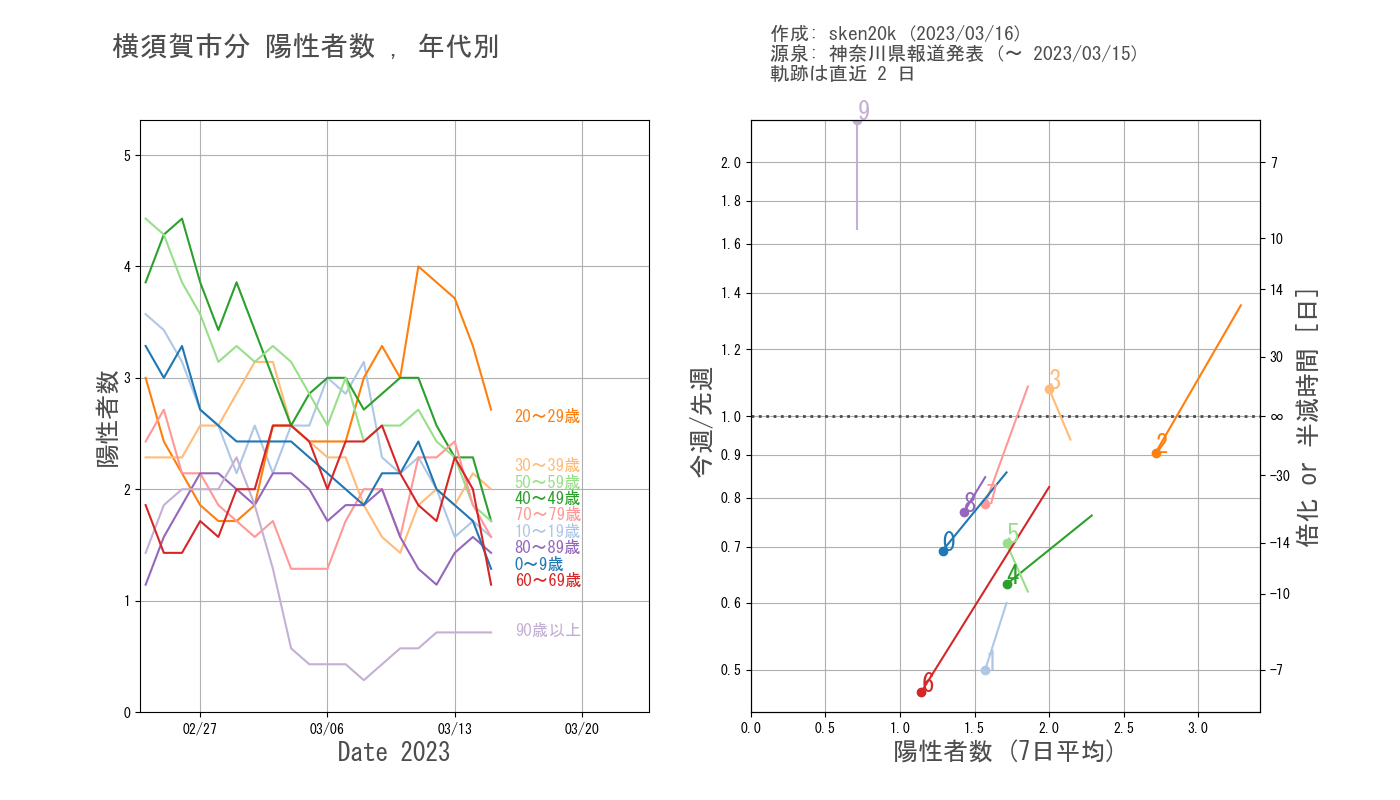 横須賀市分 陽性者数 , 年代別
作成: sken20k (2023/03/16)
源泉: 神奈川県報道発表 (〜 2023/03/15)
軌跡は直近 2 日
陽性者数
5
4
3
2
1
0
02/27
03/06
03/13
03/20
Date 2023
20〜29歳
30〜39歳
50〜59歳
40〜49歳
70〜79歳
10〜19歳
80〜89歳
0〜9歳
60〜69歳
90歳以上
今週/先週
2.0
1.8
1.6
1.4
1.2
1.0
0.9
0.8
0.7
0.6
0.5
9
3
2
7
8
0
5
4
1
6
0.0
0.5
1.0
1.5
2.0
2.5
3.0
陽性者数 (7日平均)
7
10
14
30
∞
−30
−14
−10
−7
倍化 or 半減時間 [日]